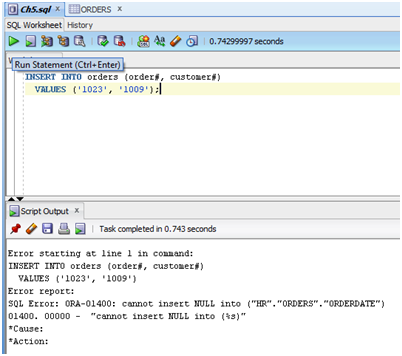 Ch5.sql ORDERS
SQL Worksheet History
0.74299997 seconds
Run Statement (Ctrl+Enter)
INSERT INTO orders (order#, customer#)
VALUES ('1023', '1009');
Script Output
Task completed in 0.743 seconds
Error starting at line 1 in command:
INSERT INTO orders (order#, customer#)
VALUES ('1023', '1009')
Error report:
SQL Error: ORA-01400: cannot insert NULL into ("HR"."ORDERS"."ORDERDATE")
01400. 00000 - "cannot insert NULL into (%s)"
*Cause:
*Action: